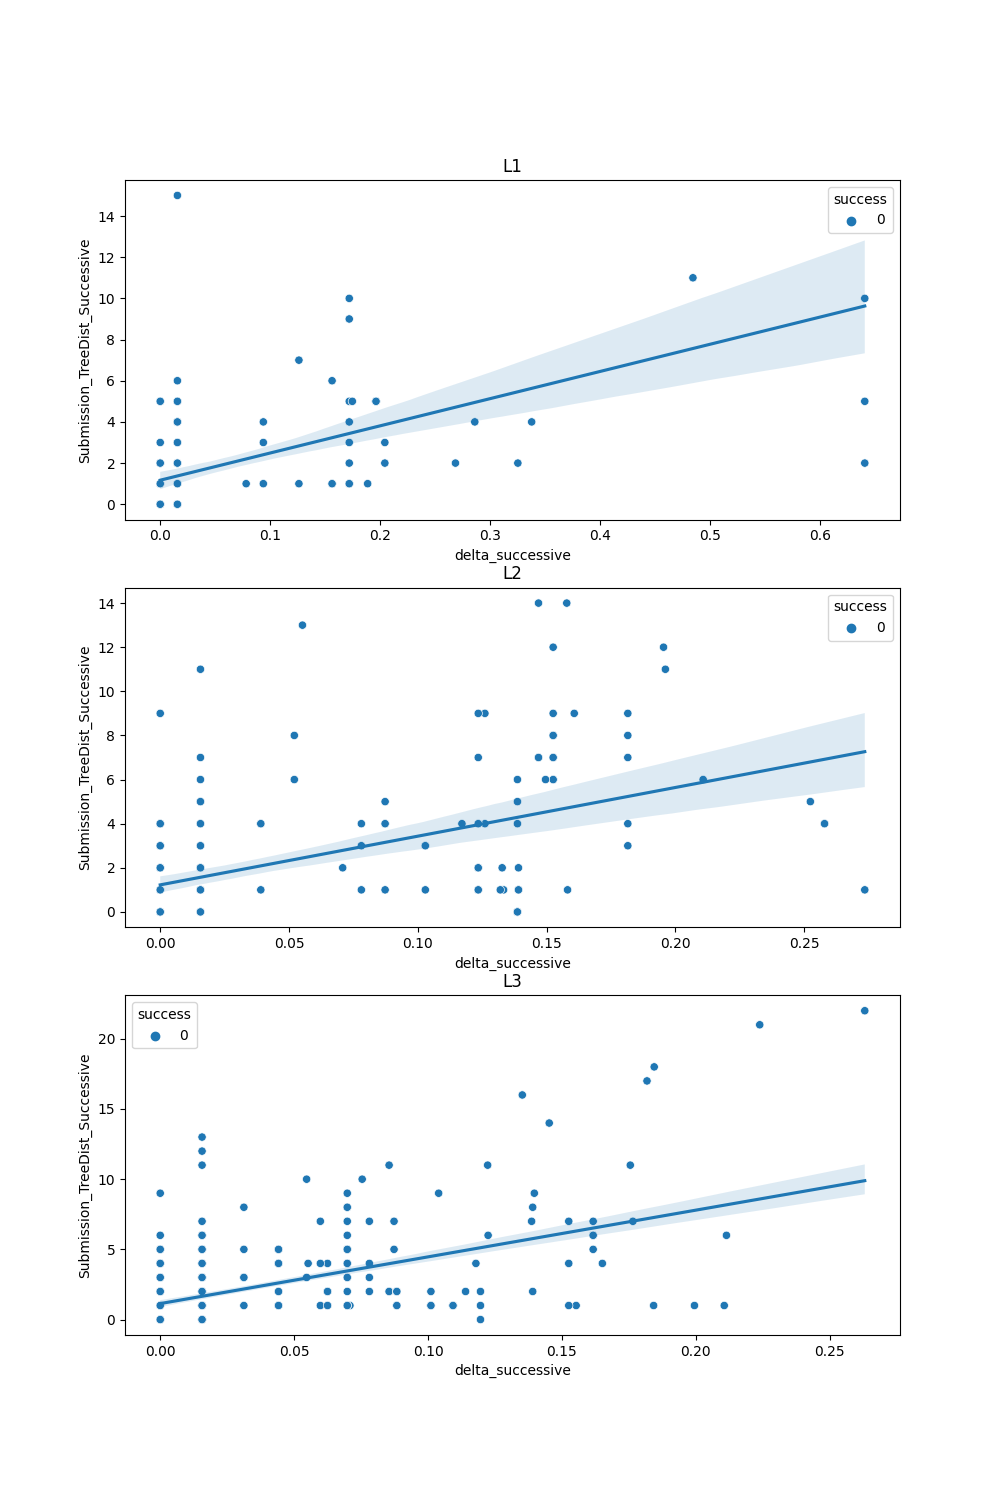 L1
success
0
14
12
10
8
6
4
2
0
Submission_TreeDist_Successive
0.0 0.1 0.2 0.3 0.4 0.5 0.6
delta_successive
L2
success
0
14
12
10
8
6
4
2
0
Submission_TreeDist_Successive
0.00 0.05 0.10 0.15 0.20 0.25
delta_successive
L3
success
0
20
15
10
5
0
Submission_TreeDist_Successive
0.00 0.05 0.10 0.15 0.20 0.25
delta_successive